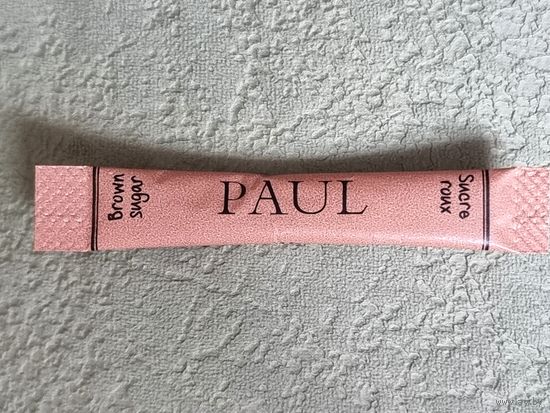 Brown
sugar
PAUL
Sucre
roux